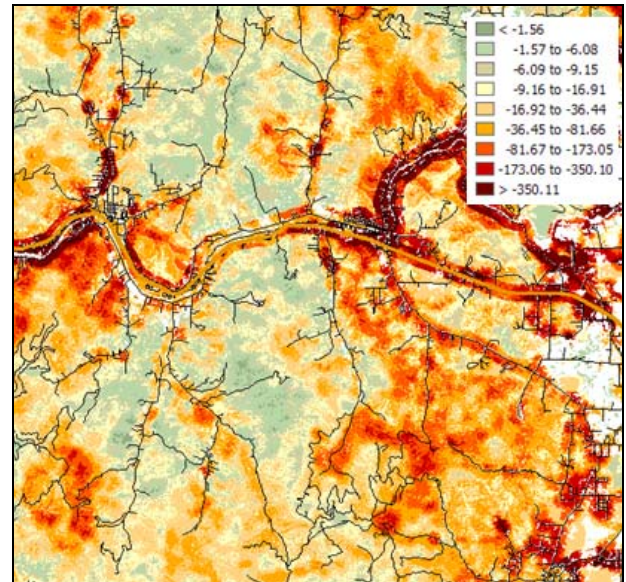 < -1.56
-1.57 to -6.08
-6.09 to -9.15
-9.16 to -16.91
-16.92 to -36.44
-36.45 to -81.66
-81.67 to -173.05
-173.06 to -350.10
> -350.11